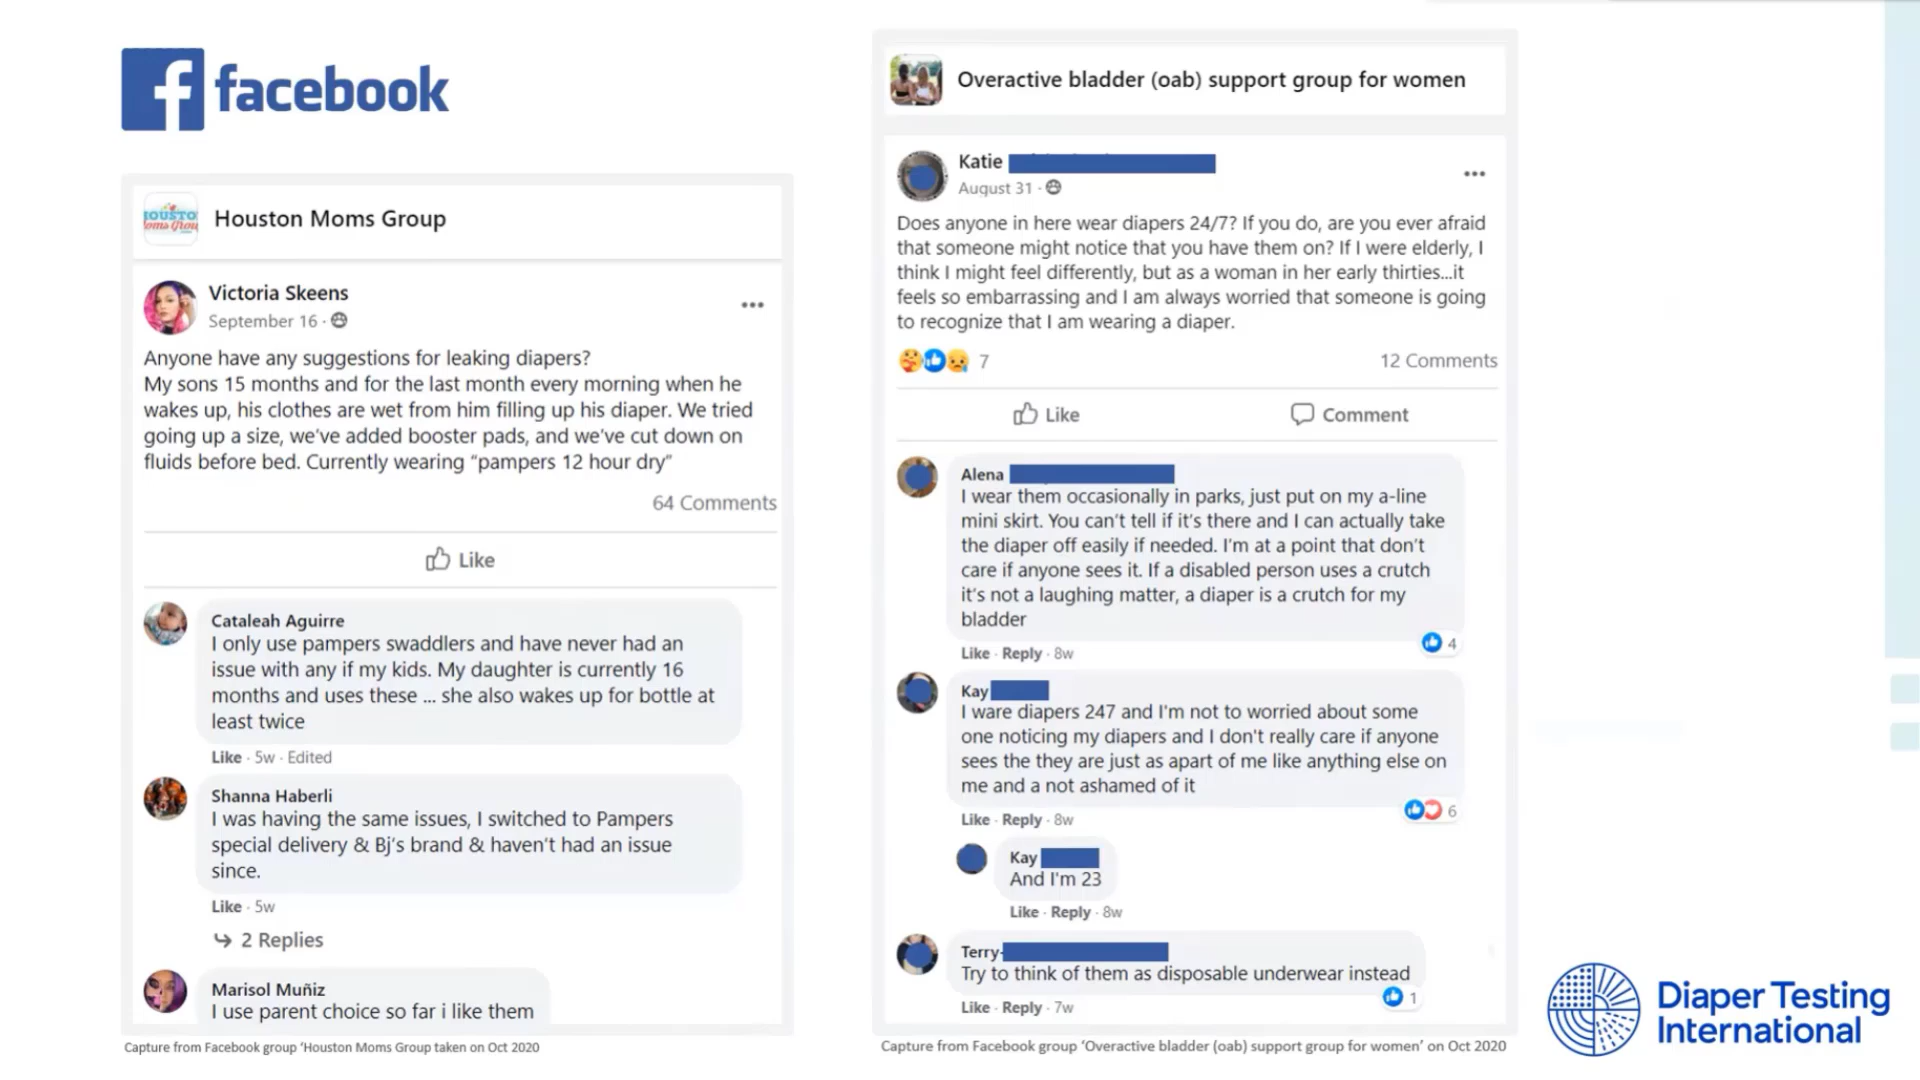 facebook
Houston Moms Group
Victoria Skeens
September 16 ·
Anyone have any suggestions for leaking diapers?
My sons 15 months and for the last month every morning when he
wakes up, his clothes are wet from him filling up his diaper. We tried
going up a size, we've added booster pads, and we've cut down on
fluids before bed. Currently wearing “pampers 12 hour dry”
64 Comments
Like
Cataleah Aguirre
I only use pampers swaddlers and have never had an
issue with any if my kids. My daughter is currently 16
months and uses these ... she also wakes up for bottle at
least twice
Like · 5w · Edited
Shanna Haberli
I was having the same issues, I switched to Pampers
special delivery & Bj's brand & haven't had an issue
since.
Like · 5w
2 Replies
Marisol Muñiz
I use parent choice so far i like them
Capture from Facebook group ‘Houston Moms Group taken on Oct 2020
Overactive bladder (oab) support group for women
Katie
August 31 ·
Does anyone in here wear diapers 24/7? If you do, are you ever afraid
that someone might notice that you have them on? If I were elderly, I
think I might feel differently, but as a woman in her early thirties...it
feels so embarrassing and I am always worried that someone is going
to recognize that I am wearing a diaper.
7
12 Comments
Like
Comment
Alena
I wear them occasionally in parks, just put on my a-line
mini skirt. You can't tell if it's there and I can actually take
the diaper off easily if needed. I'm at a point that don't
care if anyone sees it. If a disabled person uses a crutch
it's not a laughing matter, a diaper is a crutch for my
bladder
4
Like · Reply · 8w
Kay
I ware diapers 247 and I'm not to worried about some
one noticing my diapers and I don't really care if anyone
sees the they are just as apart of me like anything else on
me and a not ashamed of it
6
Like · Reply · 8w
Kay
And I'm 23
Like · Reply · 8w
Terry-
Try to think of them as disposable underwear instead
1
Like · Reply · 7w
Capture from Facebook group ‘Overactive bladder (oab) support group for women’ on Oct 2020
Diaper Testing
International